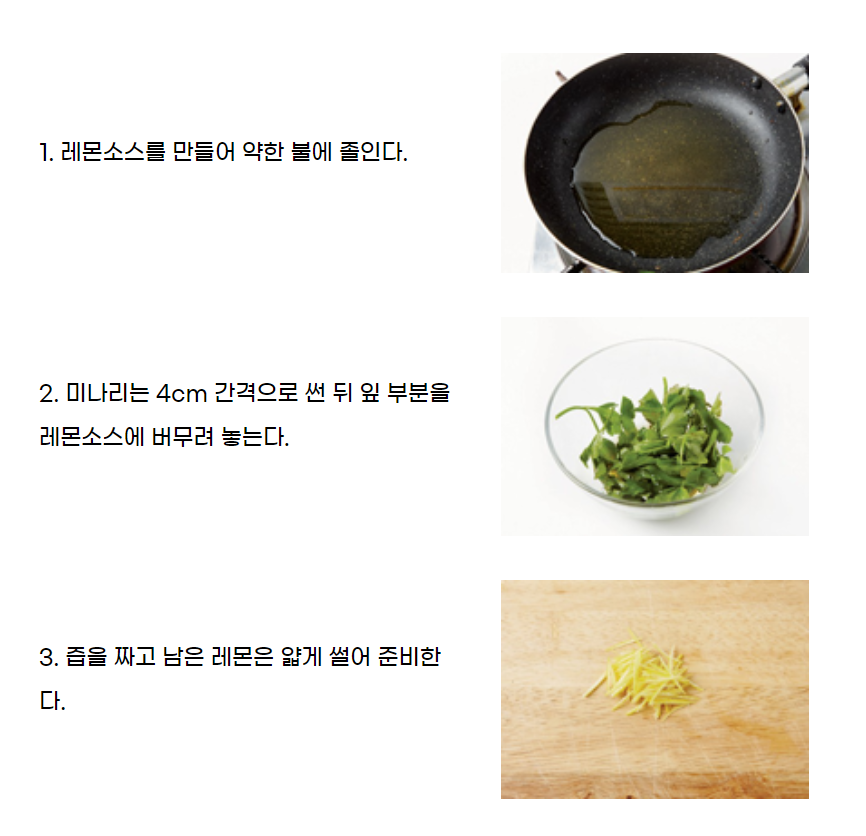 1. 레몬소스를 만들어 약한 불에 졸인다.
2. 미나리는 4cm 간격으로 썬 뒤 잎 부분을
레몬소스에 버무려 놓는다.
3. 즙을 짜고 남은 레몬은 얇게 썰어 준비한
다.